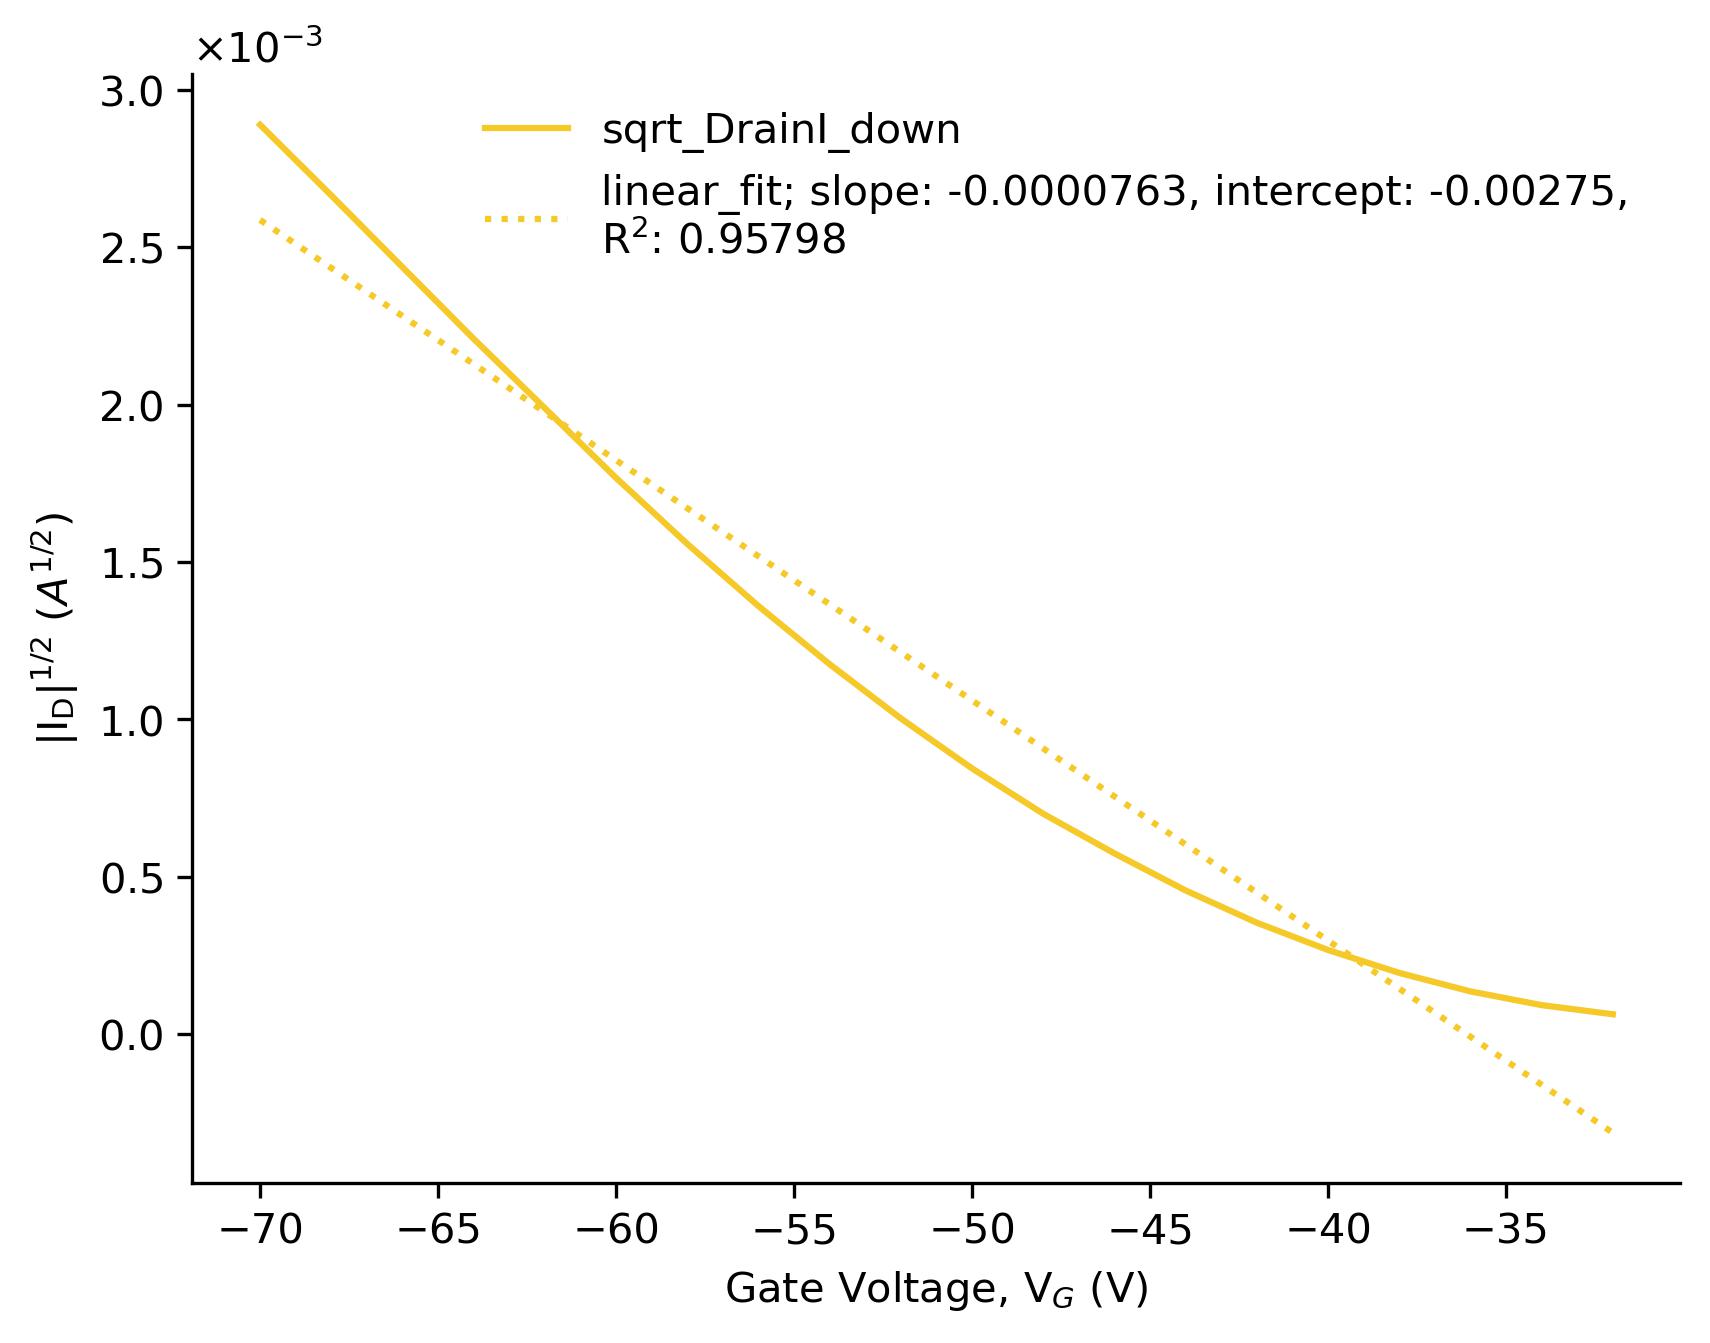 ×10⁻³
3.0
2.5
2.0
1.5
1.0
0.5
0.0
|I_D|^1/2 (A^1/2)
sqrt_DrainI_down
linear_fit; slope: -0.0000763, intercept: -0.00275,
R²: 0.95798
−70 −65 −60 −55 −50 −45 −40 −35
Gate Voltage, V_G (V)